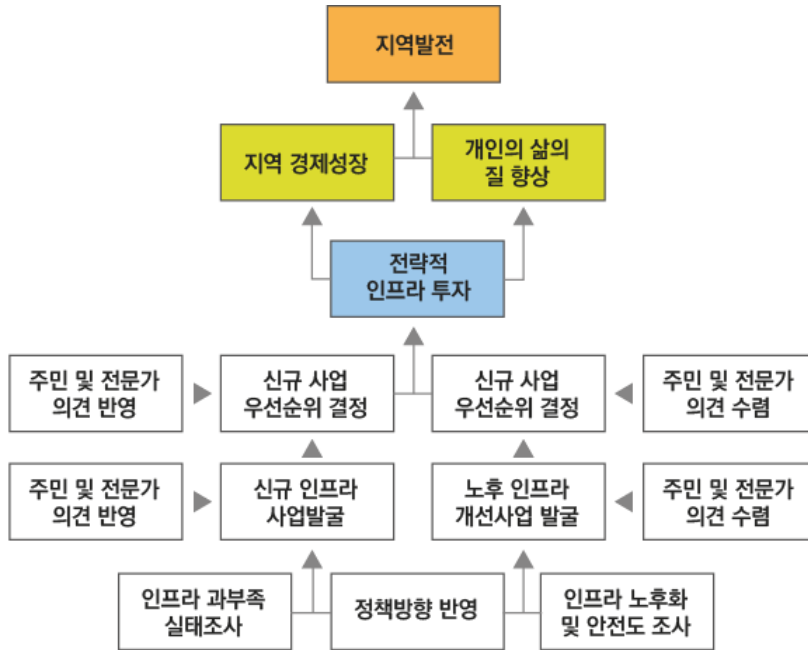 지역발전
지역 경제성장
개인의 삶의
질 향상
전략적
인프라 투자
주민 및 전문가
의견 반영
신규 사업
우선순위 결정
신규 사업
우선순위 결정
주민 및 전문가
의견 수렴
주민 및 전문가
의견 반영
신규 인프라
사업발굴
노후 인프라
개선사업 발굴
주민 및 전문가
의견 수렴
인프라 과부족
실태조사
정책방향 반영
인프라 노후화
및 안전도 조사